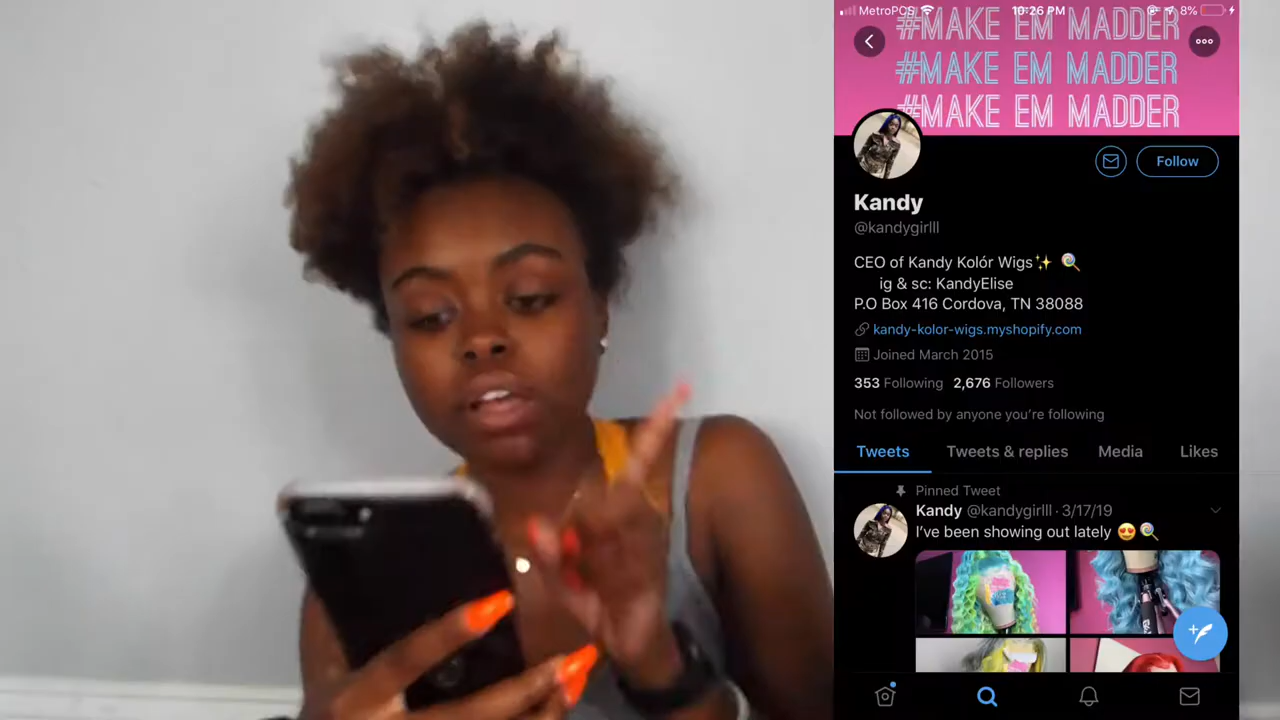 MetroPCS 10:26 PM 8%
#MAKE EM MADDER
#MAKE EM MADDER
#MAKE EM MADDER
Follow
Kandy
@kandygirlll
CEO of Kandy Kolór Wigs✨ 🍭
ig & sc: KandyElise
P.O Box 416 Cordova, TN 38088
kandy-kolor-wigs.myshopify.com
Joined March 2015
353 Following 2,676 Followers
Not followed by anyone you’re following
Tweets Tweets & replies Media Likes
Pinned Tweet
Kandy @kandygirlll · 3/17/19
I’ve been showing out lately 😍🍭